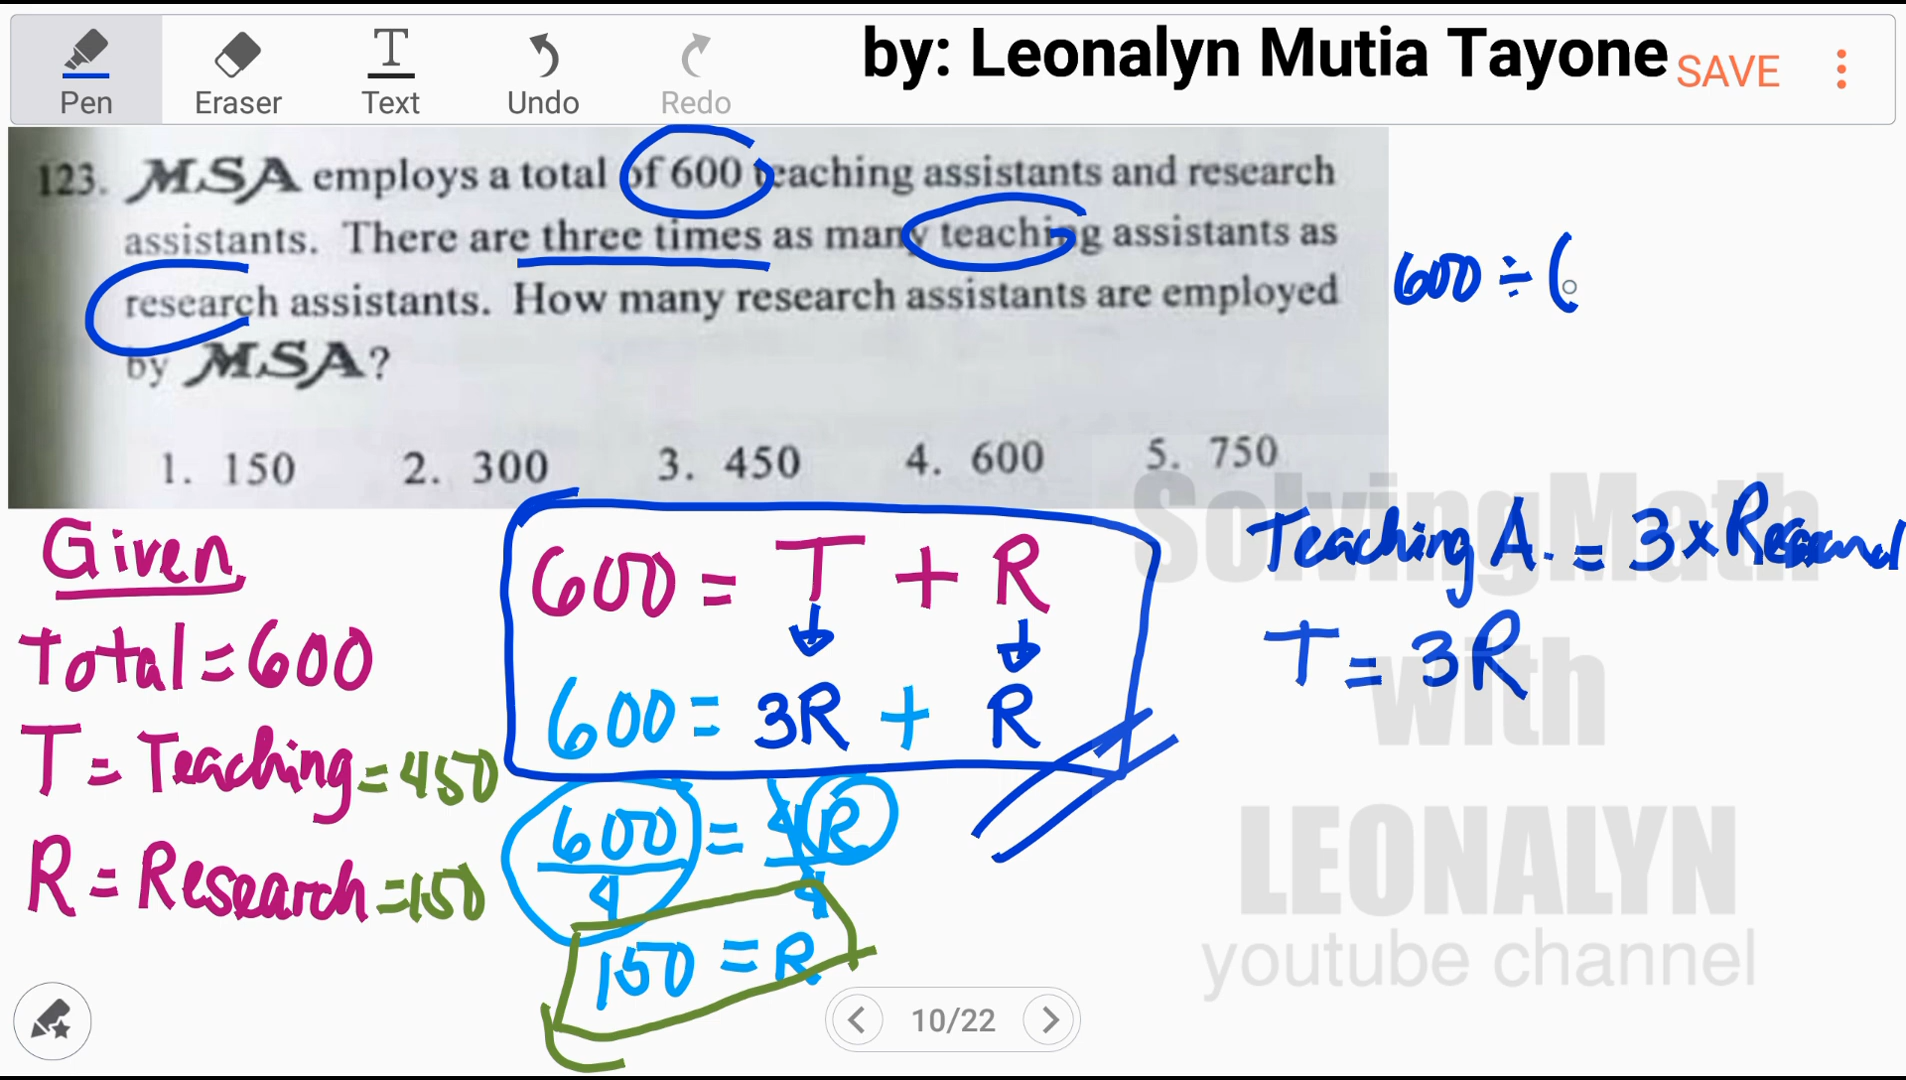 Pen
Eraser
Text
Undo
Redo
by: Leonalyn Mutia Tayone
SAVE
123. MSA employs a total of 600 teaching assistants and research
assistants. There are three times as many teaching assistants as
research assistants. How many research assistants are employed
by MSA?
1. 150 2. 300 3. 450 4. 600 5. 750
600 ÷ (
Given
Total = 600
T = Teaching = 450
R = Research = 150
600 = T + R
600 = 3R + R
600/4 = 4R/4
150 = R
Teaching A. = 3 x
T = 3R
SolvingMath
with
LEONALYN
youtube channel
10/22